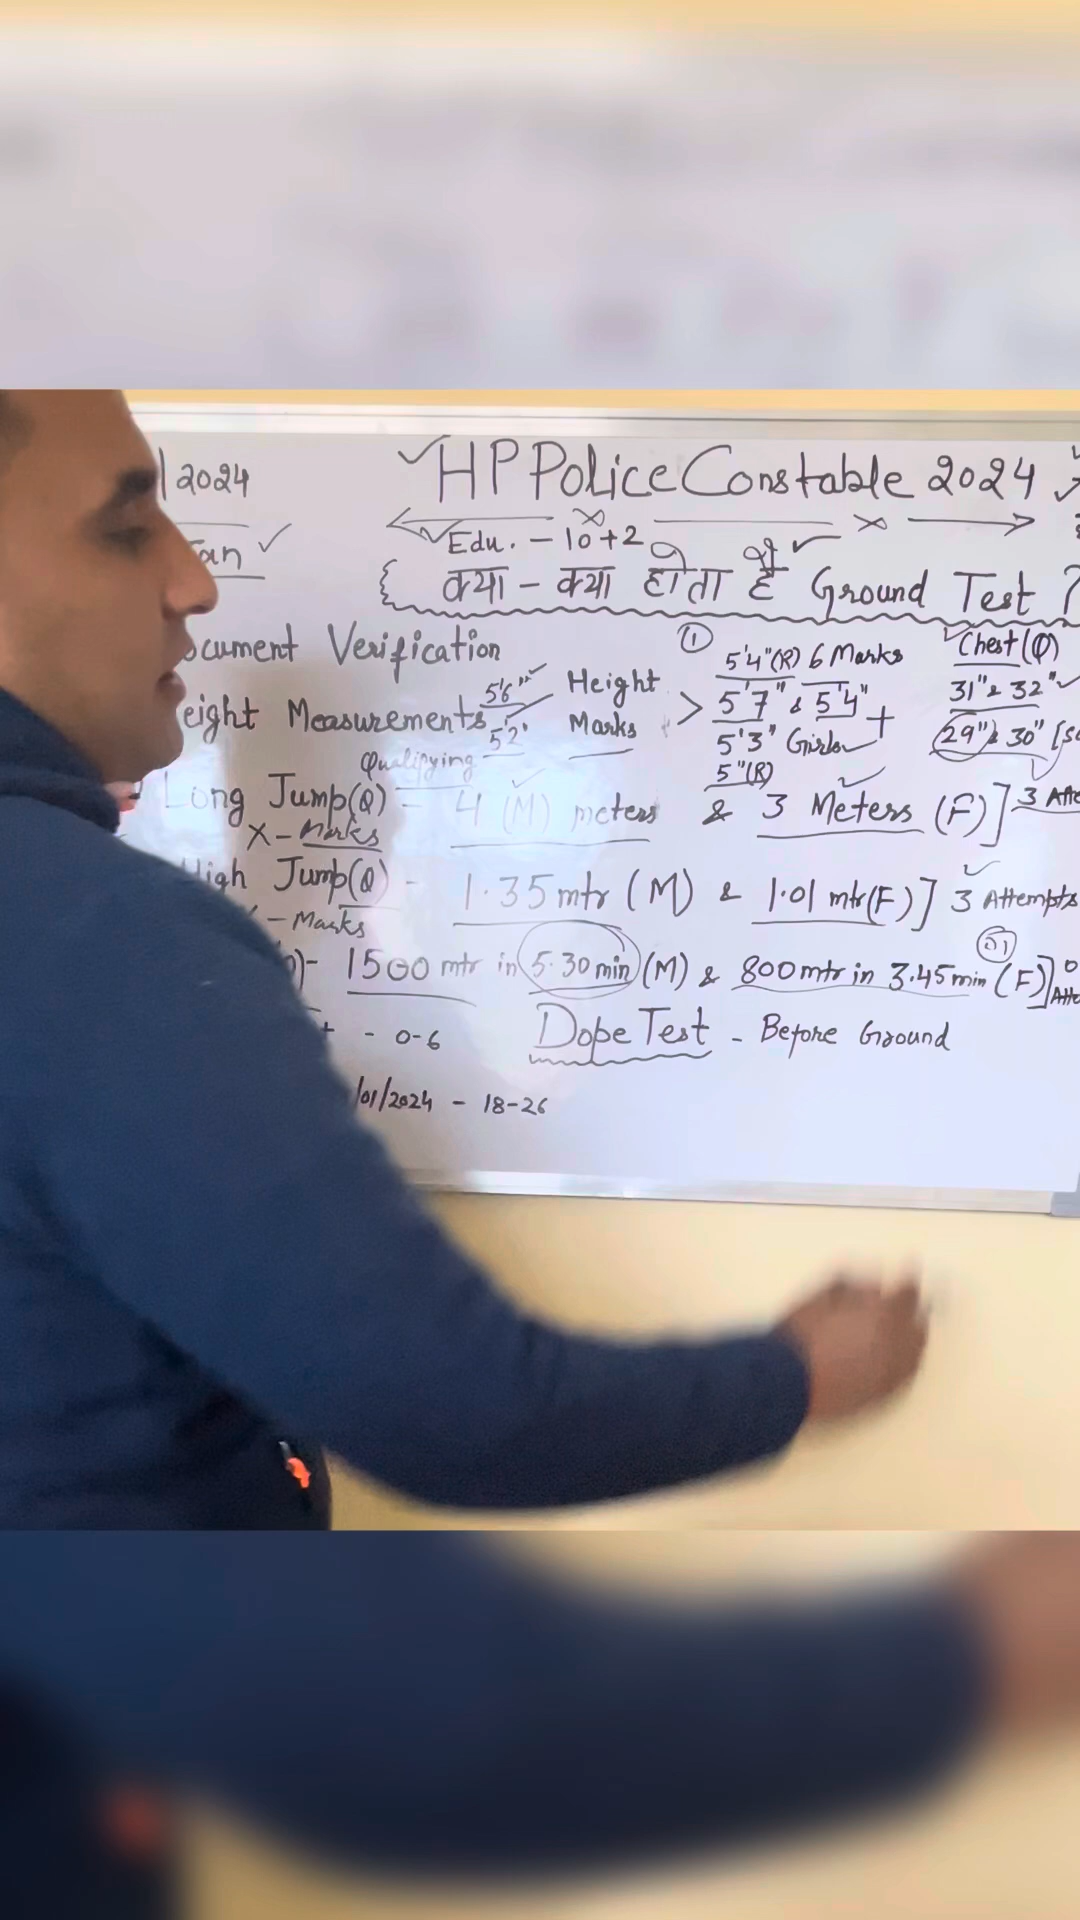 2024
HP Police Constable 2024
Jan
Edu. - 10+2
क्या - क्या होता है Ground Test ?
ocument Verification
eight Measurements 5'6" 5'2"
Height Marks
① 5'4"(R) 6 Marks
5'7" & 5'4"
5'3" Girls
5"(R)
Chest (Q)
31" & 32"
29" & 30"
Qualifying
Long Jump(Q) - 4 (M) meters & 3 Meters (F)] 3
X - Marks
High Jump(Q) - 1.35 mtr (M) & 1.01 mtr(F)] 3 Attempts
- Marks
1500 mtr in 5.30 min (M) & 800 mtr in 3.45 min (F)]
01
- 0-6 Dope Test - Before Ground
/01/2024 - 18-26